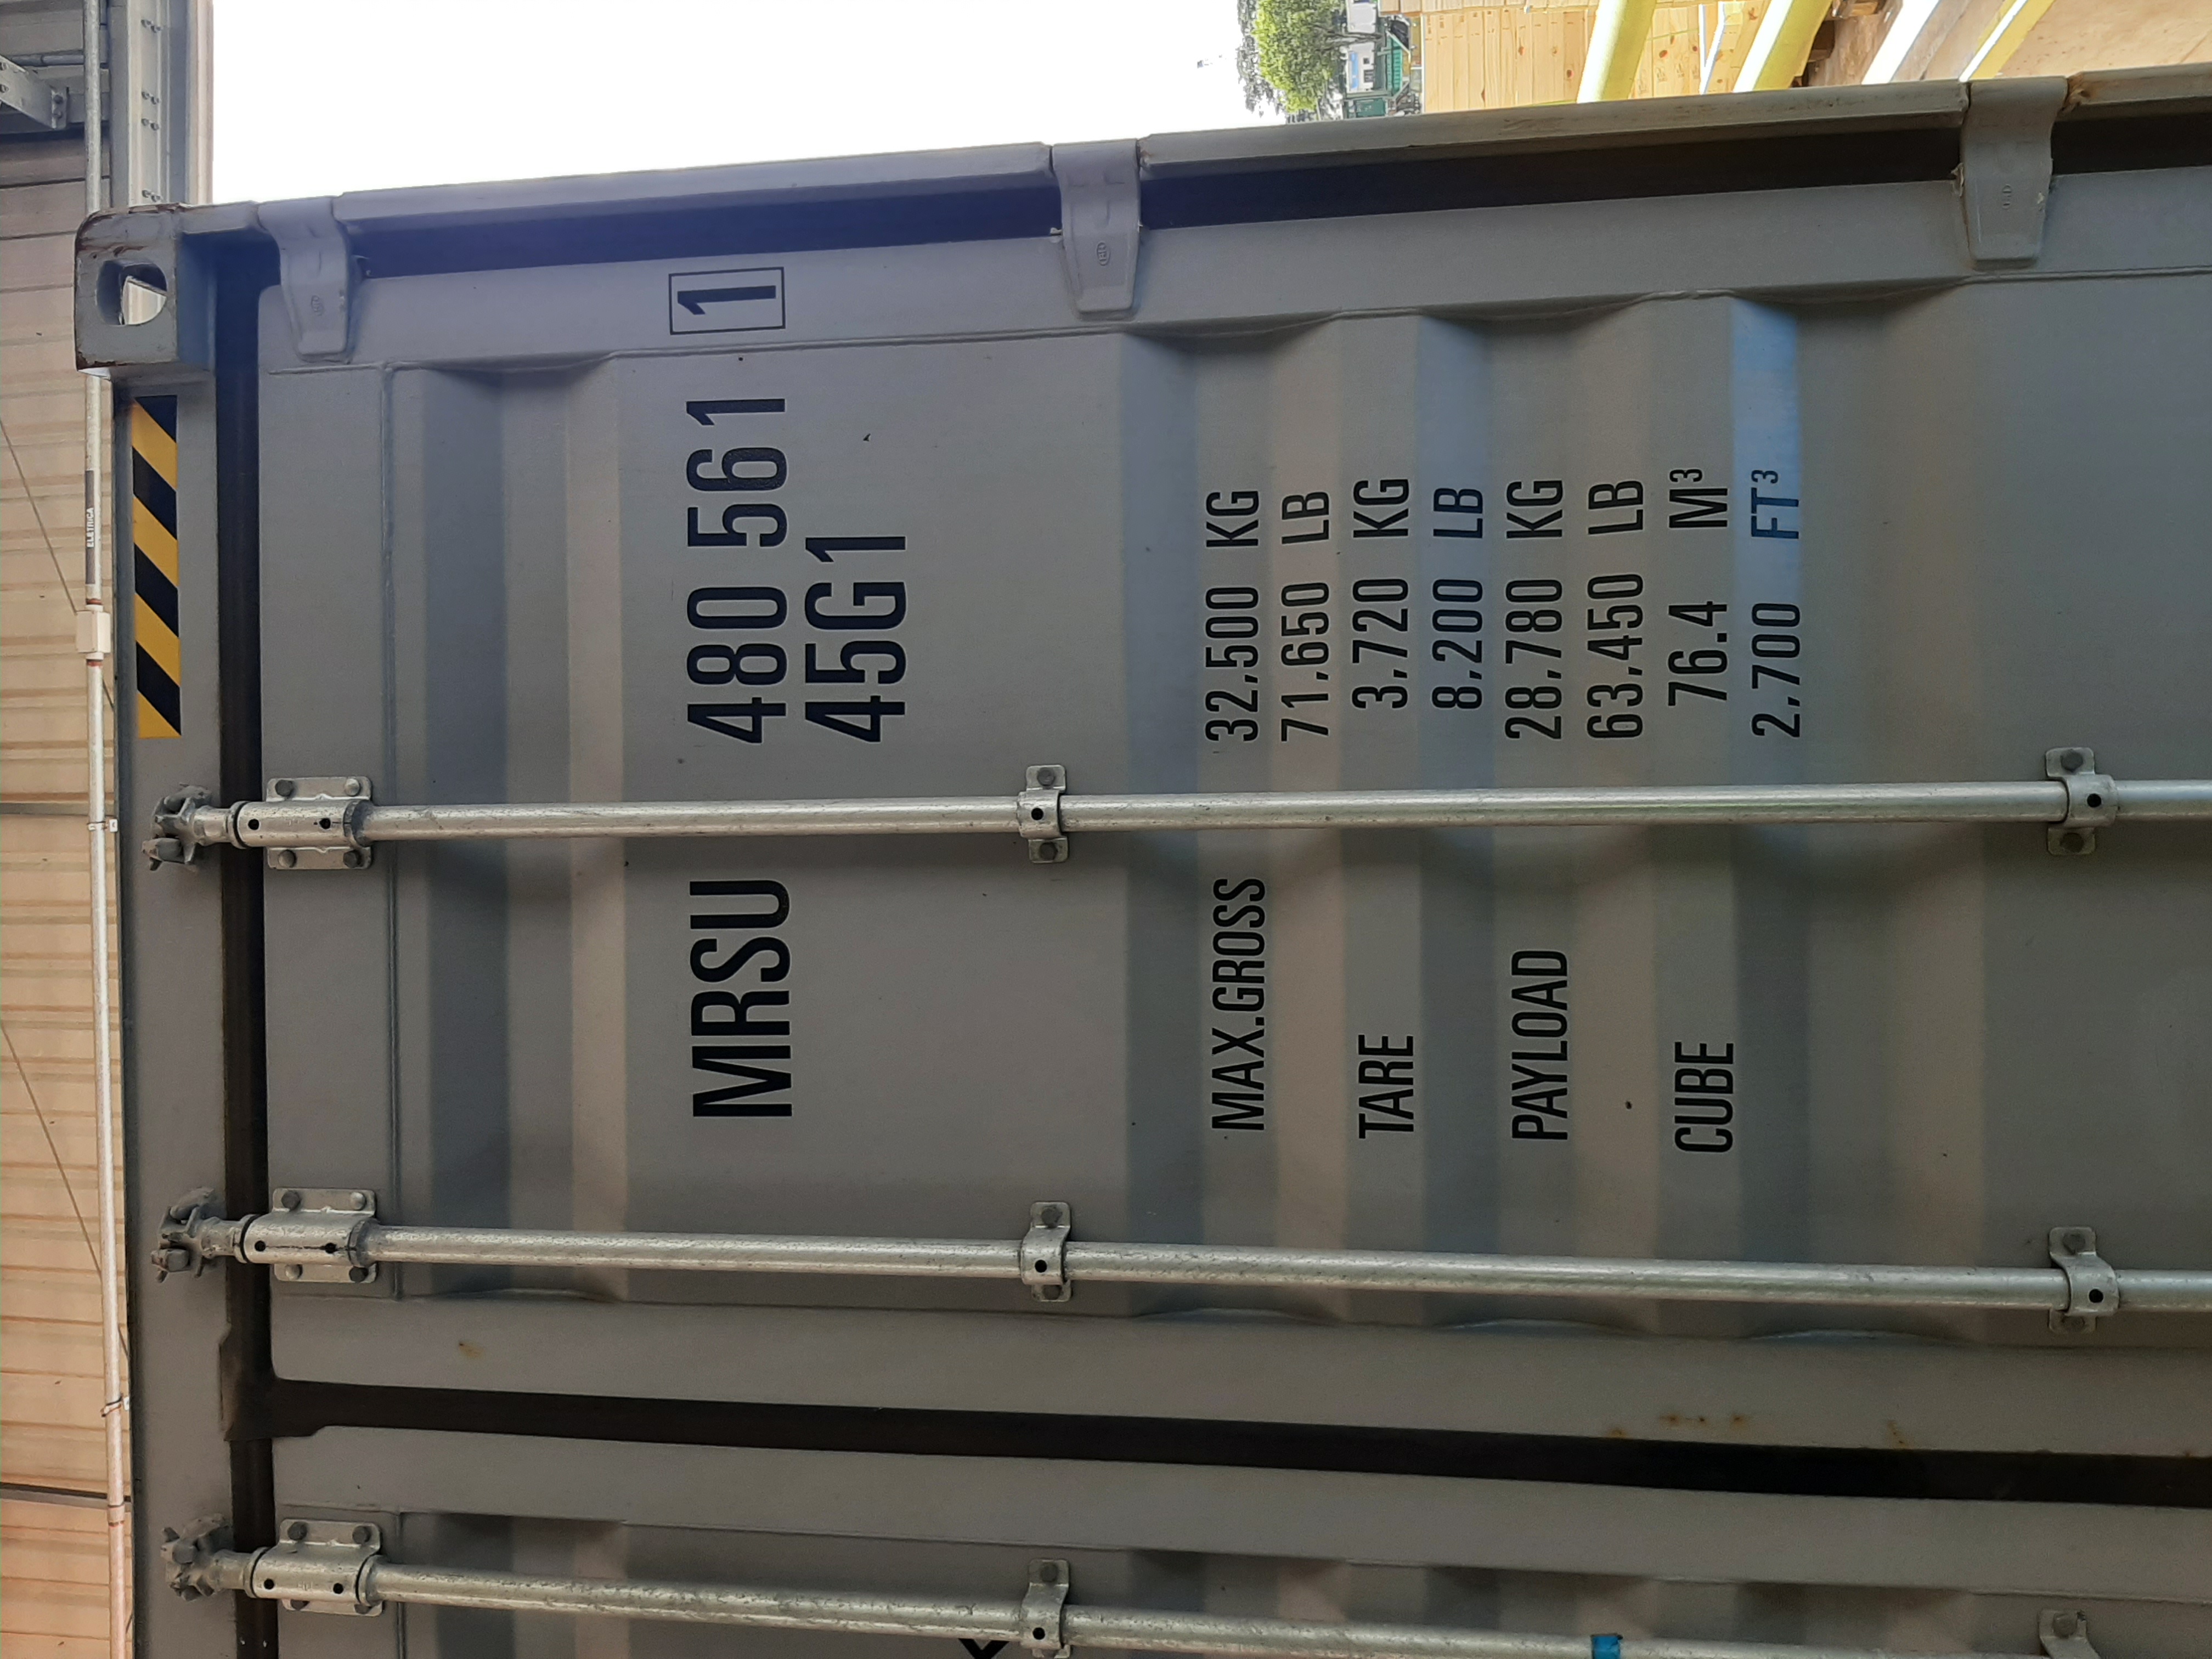 MRSU 480 561 1
45G1
MAX.GROSS 32,500 KG
71,650 LB
TARE 3,720 KG
8,200 LB
PAYLOAD 28,780 KG
63,450 LB
CUBE 76.4 M³
2,700 FT³
ELÉTRICA